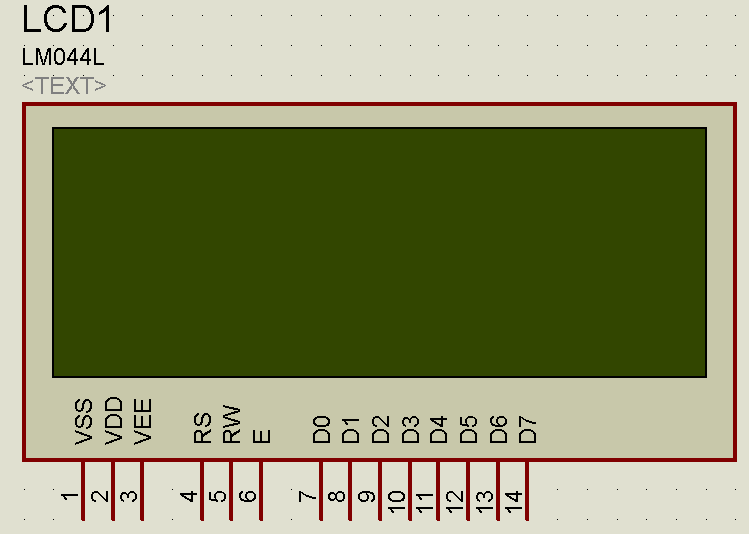 LCD1
LM044L
<TEXT>
VSS VDD VEE RS RW E D0 D1 D2 D3 D4 D5 D6 D7
1 2 3 4 5 6 7 8 9 10 11 12 13 14